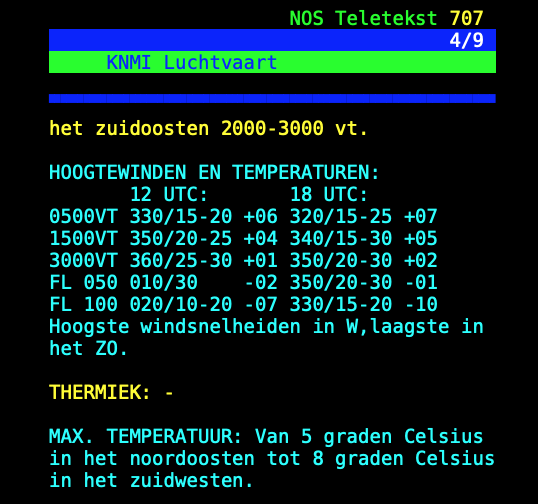 NOS Teletekst 707
4/9
KNMI Luchtvaart
het zuidoosten 2000-3000 vt.
HOOGTEWINDEN EN TEMPERATUREN:
12 UTC: 18 UTC:
0500VT 330/15-20 +06 320/15-25 +07
1500VT 350/20-25 +04 340/15-30 +05
3000VT 360/25-30 +01 350/20-30 +02
FL 050 010/30 -02 350/20-30 -01
FL 100 020/10-20 -07 330/15-20 -10
Hoogste windsnelheiden in W,laagste in
het ZO.
THERMIEK: -
MAX. TEMPERATUUR: Van 5 graden Celsius
in het noordoosten tot 8 graden Celsius
in het zuidwesten.